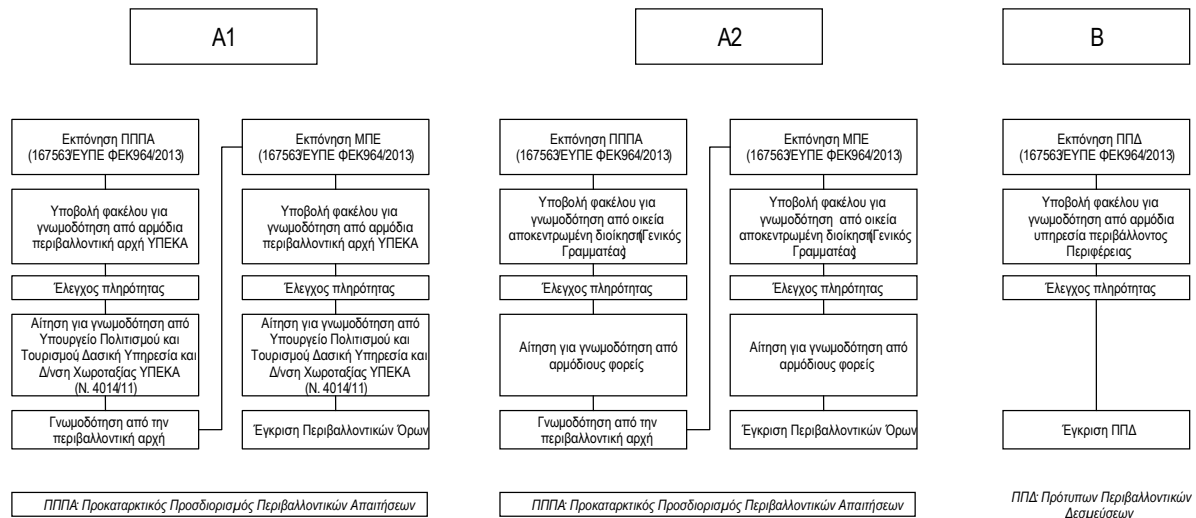 A1
A2
B
Εκπόνηση ΠΠΠΑ
(167563/ΕΥΠΕ ΦΕΚ964/2013)
Υποβολή φακέλου για
γνωμοδότηση από αρμόδια
περιβαλλοντική αρχή ΥΠΕΚΑ
Έλεγχος πληρότητας
Αίτηση για γνωμοδότηση από
Υπουργείο Πολιτισμού και
Τουρισμού, Δασική Υπηρεσία και
Δ/νση Χωροταξίας ΥΠΕΚΑ
(Ν. 4014/11)
Γνωμοδότηση από την
περιβαλλοντική αρχή
Εκπόνηση ΜΠΕ
(167563/ΕΥΠΕ ΦΕΚ964/2013)
Υποβολή φακέλου για
γνωμοδότηση από αρμόδια
περιβαλλοντική αρχή ΥΠΕΚΑ
Έλεγχος πληρότητας
Αίτηση για γνωμοδότηση από
Υπουργείο Πολιτισμού και
Τουρισμού, Δασική Υπηρεσία και
Δ/νση Χωροταξίας ΥΠΕΚΑ
(Ν. 4014/11)
Έγκριση Περιβαλλοντικών Όρων
ΠΠΠΑ: Προκαταρκτικός Προσδιορισμός Περιβαλλοντικών Απαιτήσεων
Εκπόνηση ΠΠΠΑ
(167563/ΕΥΠΕ ΦΕΚ964/2013)
Υποβολή φακέλου για
γνωμοδότηση από οικεία
αποκεντρωμένη διοίκηση(Γενικός
Γραμματέας)
Έλεγχος πληρότητας
Αίτηση για γνωμοδότηση από
αρμόδιους φορείς
Γνωμοδότηση από την
περιβαλλοντική αρχή
Εκπόνηση ΜΠΕ
(167563/ΕΥΠΕ ΦΕΚ964/2013)
Υποβολή φακέλου για
γνωμοδότηση από οικεία
αποκεντρωμένη διοίκηση(Γενικός
Γραμματέας)
Έλεγχος πληρότητας
Αίτηση για γνωμοδότηση από
αρμόδιους φορείς
Έγκριση Περιβαλλοντικών Όρων
ΠΠΠΑ: Προκαταρκτικός Προσδιορισμός Περιβαλλοντικών Απαιτήσεων
Εκπόνηση ΠΠΔ
(167563/ΕΥΠΕ ΦΕΚ964/2013)
Υποβολή φακέλου για
γνωμοδότηση από αρμόδια
υπηρεσία περιβάλλοντος
Περιφέρειας
Έλεγχος πληρότητας
Έγκριση ΠΠΔ
ΠΠΔ: Πρότυπων Περιβαλλοντικών
Δεσμεύσεων